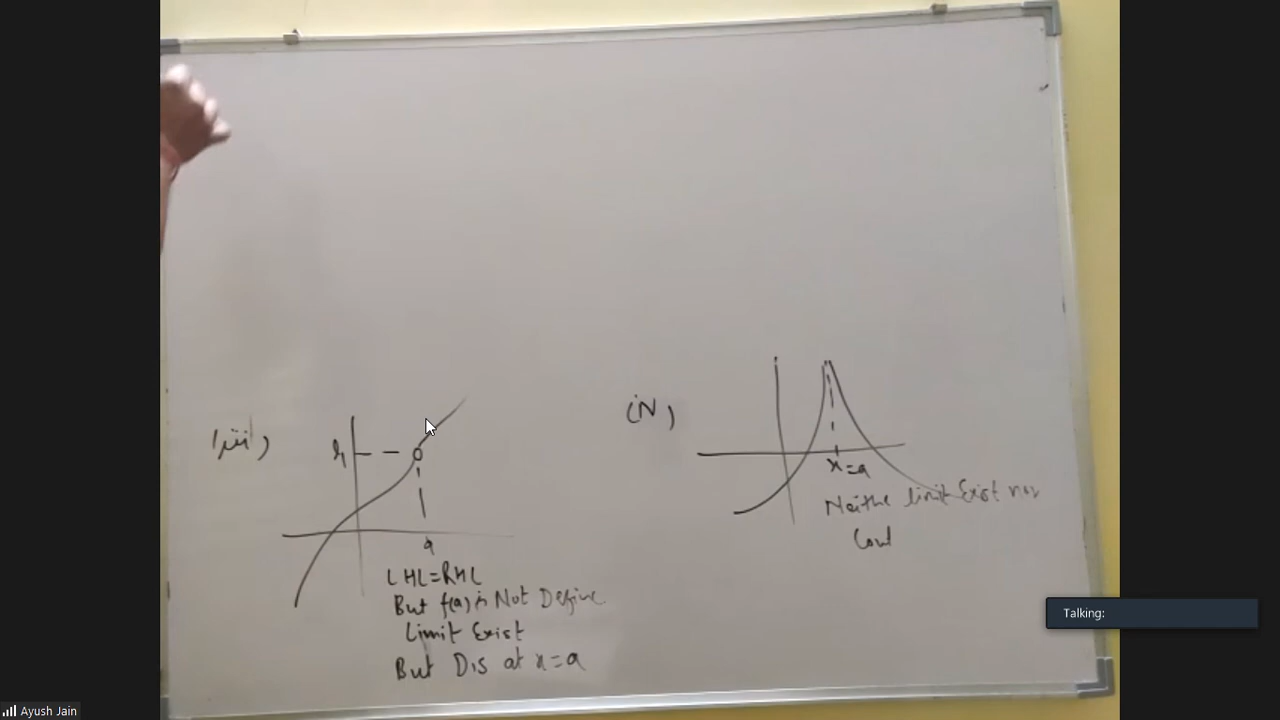 (iii)
a
LHL=RHL
But f(a) is Not Define
Limit Exist
But Dis at x=a
(iv)
x=a
Neithe limit Exist nor
Cont
Talking:
Ayush Jain